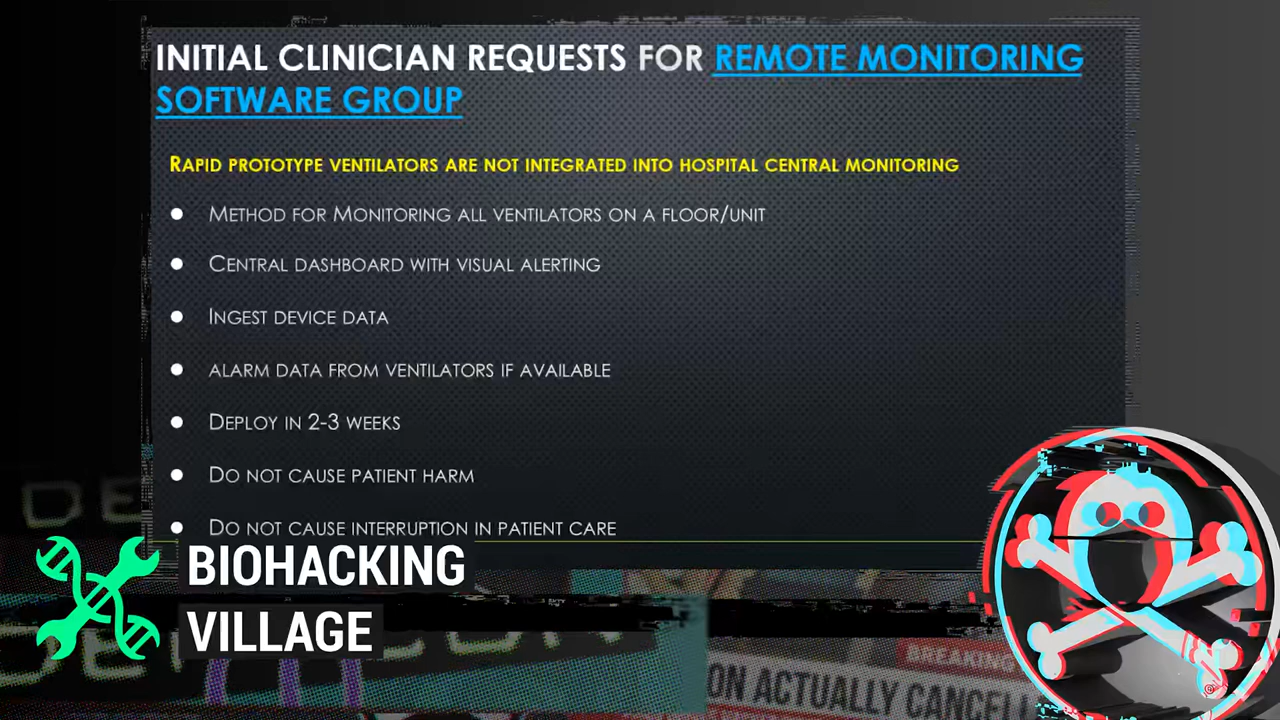 INITIAL CLINICIAN REQUESTS FOR REMOTE MONITORING
SOFTWARE GROUP
RAPID PROTOTYPE VENTILATORS ARE NOT INTEGRATED INTO HOSPITAL CENTRAL MONITORING
METHOD FOR MONITORING ALL VENTILATORS ON A FLOOR/UNIT
CENTRAL DASHBOARD WITH VISUAL ALERTING
INGEST DEVICE DATA
ALARM DATA FROM VENTILATORS IF AVAILABLE
DEPLOY IN 2-3 WEEKS
DO NOT CAUSE PATIENT HARM
DO NOT CAUSE INTERRUPTION IN PATIENT CARE
BIOHACKING
VILLAGE
BREAKING
ON ACTUALLY CANCEL